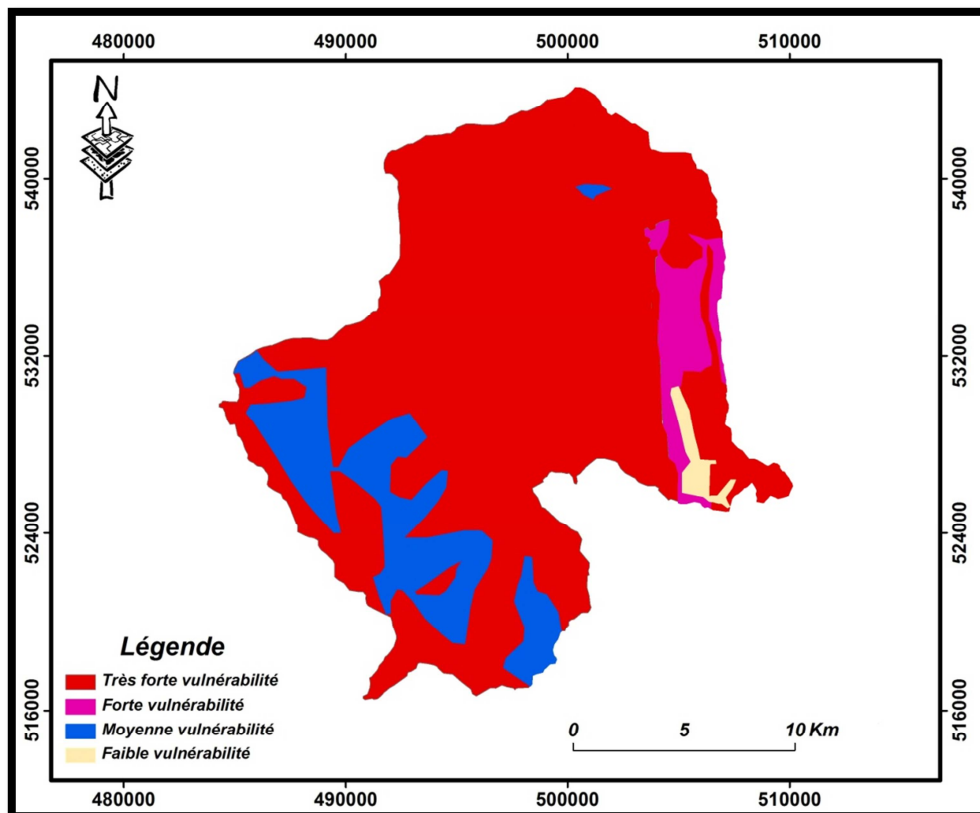 480000 490000 500000 510000
N
540000 540000
532000 532000
524000 524000
516000 516000
Légende
Très forte vulnérabilité
Forte vulnérabilité
Moyenne vulnérabilité
Faible vulnérabilité
0 5 10 Km
480000 490000 500000 510000